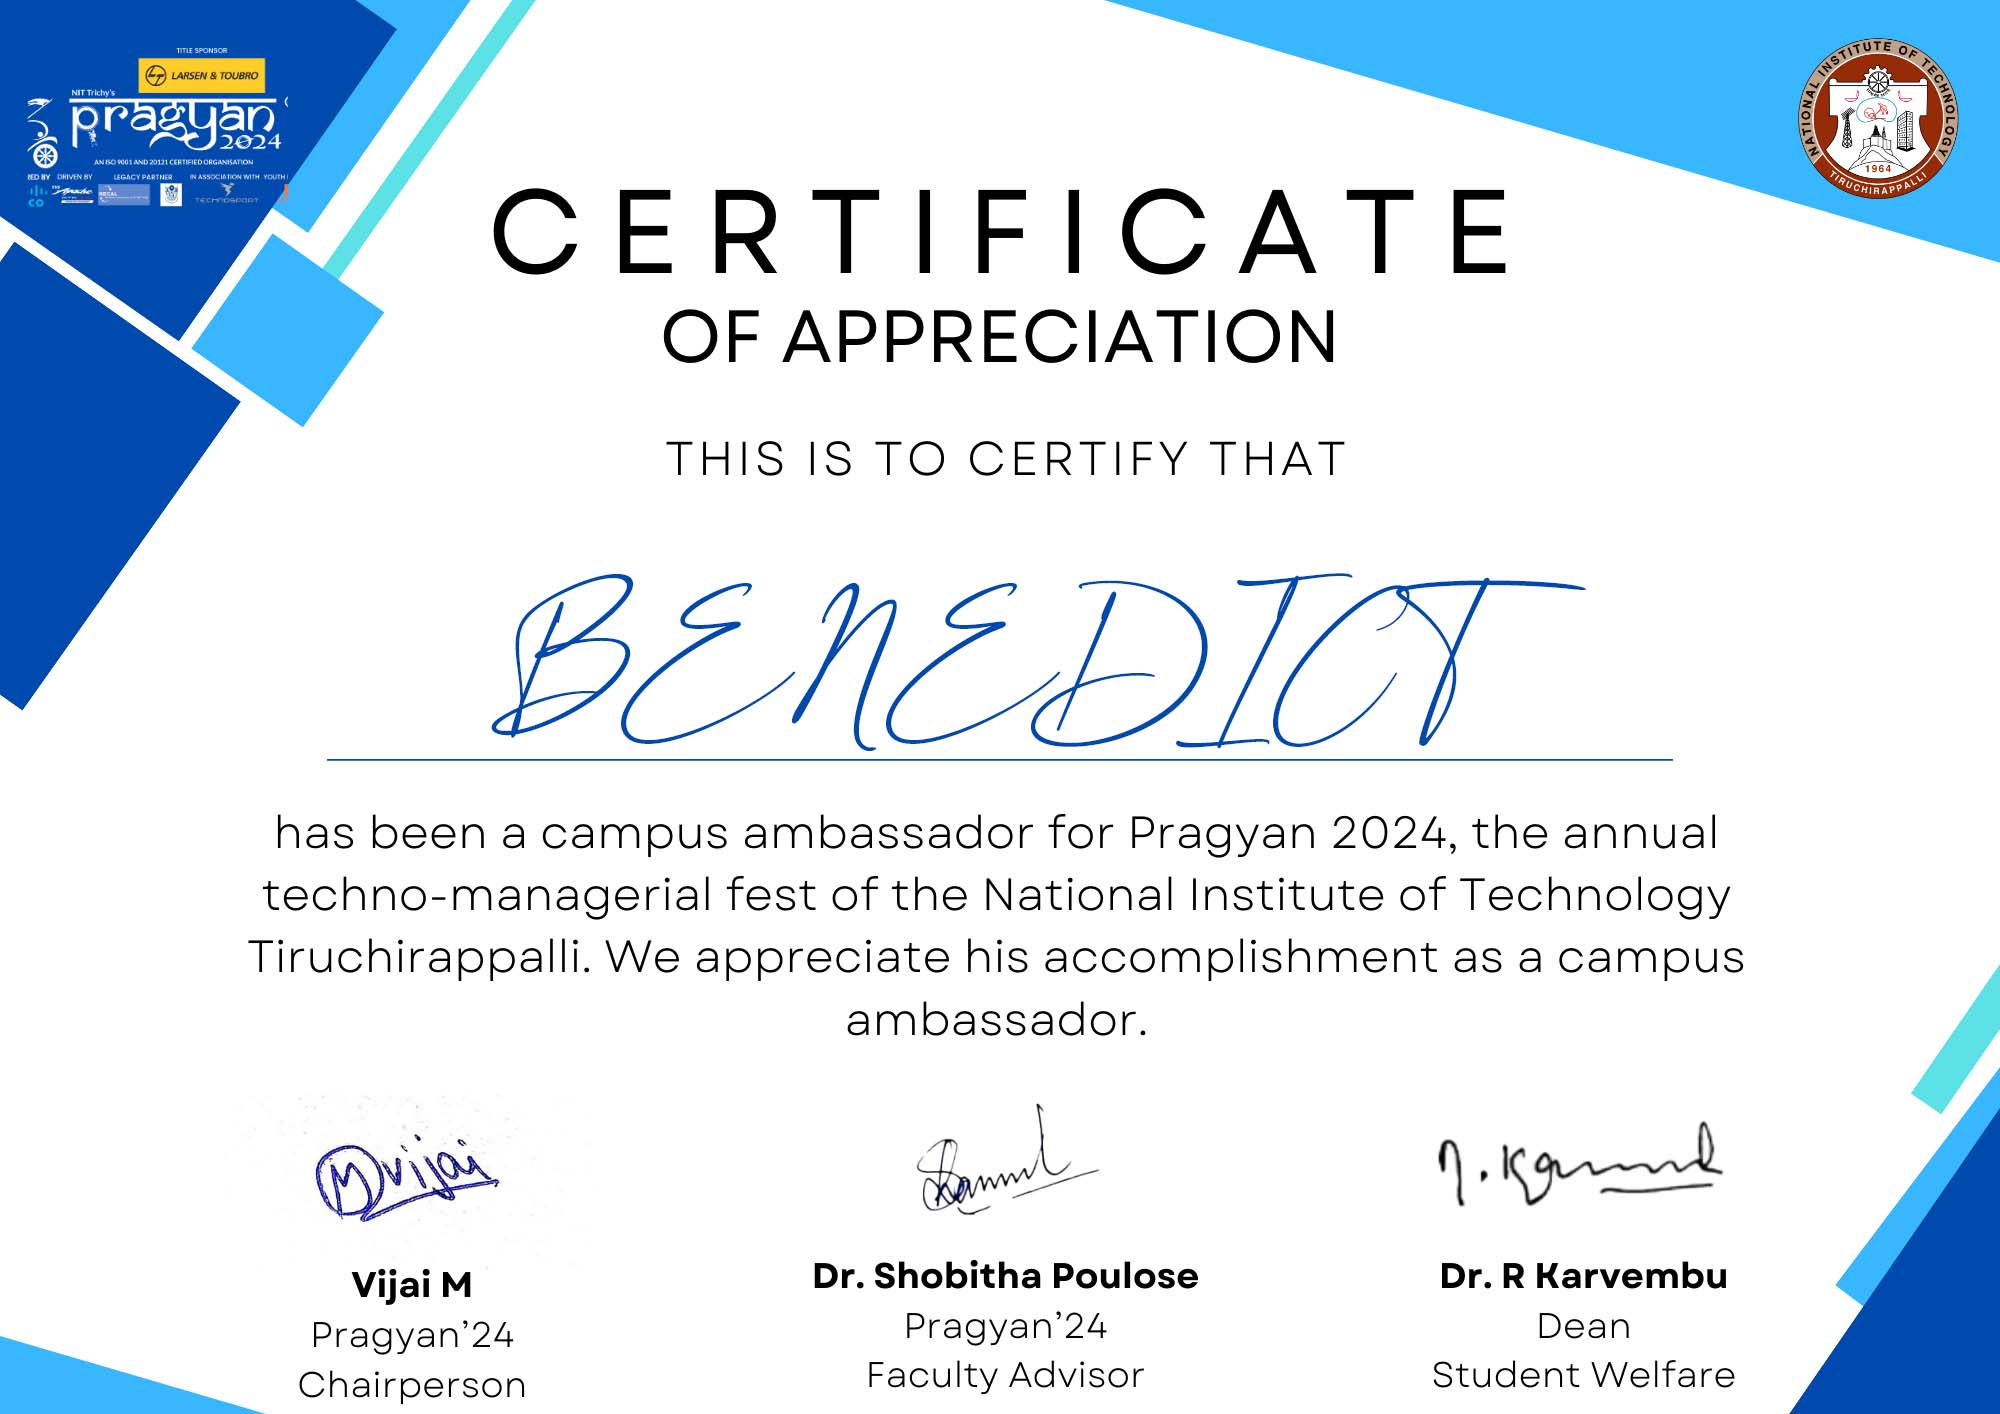 TITLE SPONSOR
LARSEN & TOUBRO
NIT Trichy's
pragyan
2024
AN ISO 9001 AND 20121 CERTIFIED ORGANISATION
ED BY DRIVEN BY LEGACY PARTNER IN ASSOCIATION WITH YOUTH
CO
TECHNOSPORT
NATIONAL INSTITUTE OF TECHNOLOGY
1964
TIRUCHIRAPPALLI
CERTIFICATE
OF APPRECIATION
THIS IS TO CERTIFY THAT
BENEDICT
has been a campus ambassador for Pragyan 2024, the annual
techno-managerial fest of the National Institute of Technology
Tiruchirappalli. We appreciate his accomplishment as a campus
ambassador.
M Vijai
R. Karvembu
Vijai M
Pragyan’24
Chairperson
Dr. Shobitha Poulose
Pragyan’24
Faculty Advisor
Dr. R Karvembu
Dean
Student Welfare